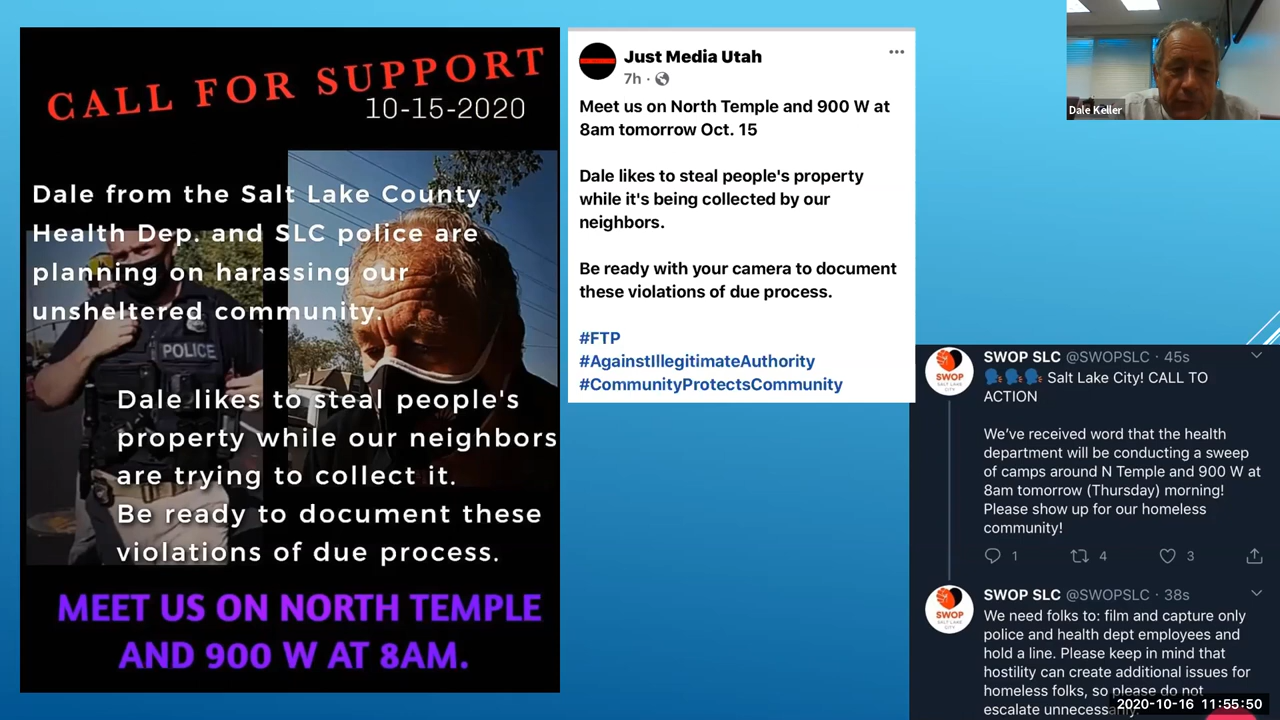 CALL FOR SUPPORT
10-15-2020
Dale from the Salt Lake County
Health Dep. and SLC police are
planning on harassing our
unsheltered community.
POLICE
Dale likes to steal people's
property while our neighbors
are trying to collect it.
Be ready to document these
violations of due process.
MEET US ON NORTH TEMPLE
AND 900 W AT 8AM.
Just Media Utah
7h ·
Meet us on North Temple and 900 W at
8am tomorrow Oct. 15
Dale likes to steal people's property
while it's being collected by our
neighbors.
Be ready with your camera to document
these violations of due process.
#FTP
#AgainstIllegitimateAuthority
#CommunityProtectsCommunity
Dale Keller
SWOP SLC @SWOPSLC · 45s
SWOP
SALT LAKE
CITY
🗣🗣🗣 Salt Lake City! CALL TO
ACTION
We've received word that the health
department will be conducting a sweep
of camps around N Temple and 900 W at
8am tomorrow (Thursday) morning!
Please show up for our homeless
community!
1 4 3
SWOP SLC @SWOPSLC · 38s
SWOP
SALT LAKE
CITY
We need folks to: film and capture only
police and health dept employees and
hold a line. Please keep in mind that
hostility can create additional issues for
homeless folks, so please do not
escalate
2020-10-16 11:55:50